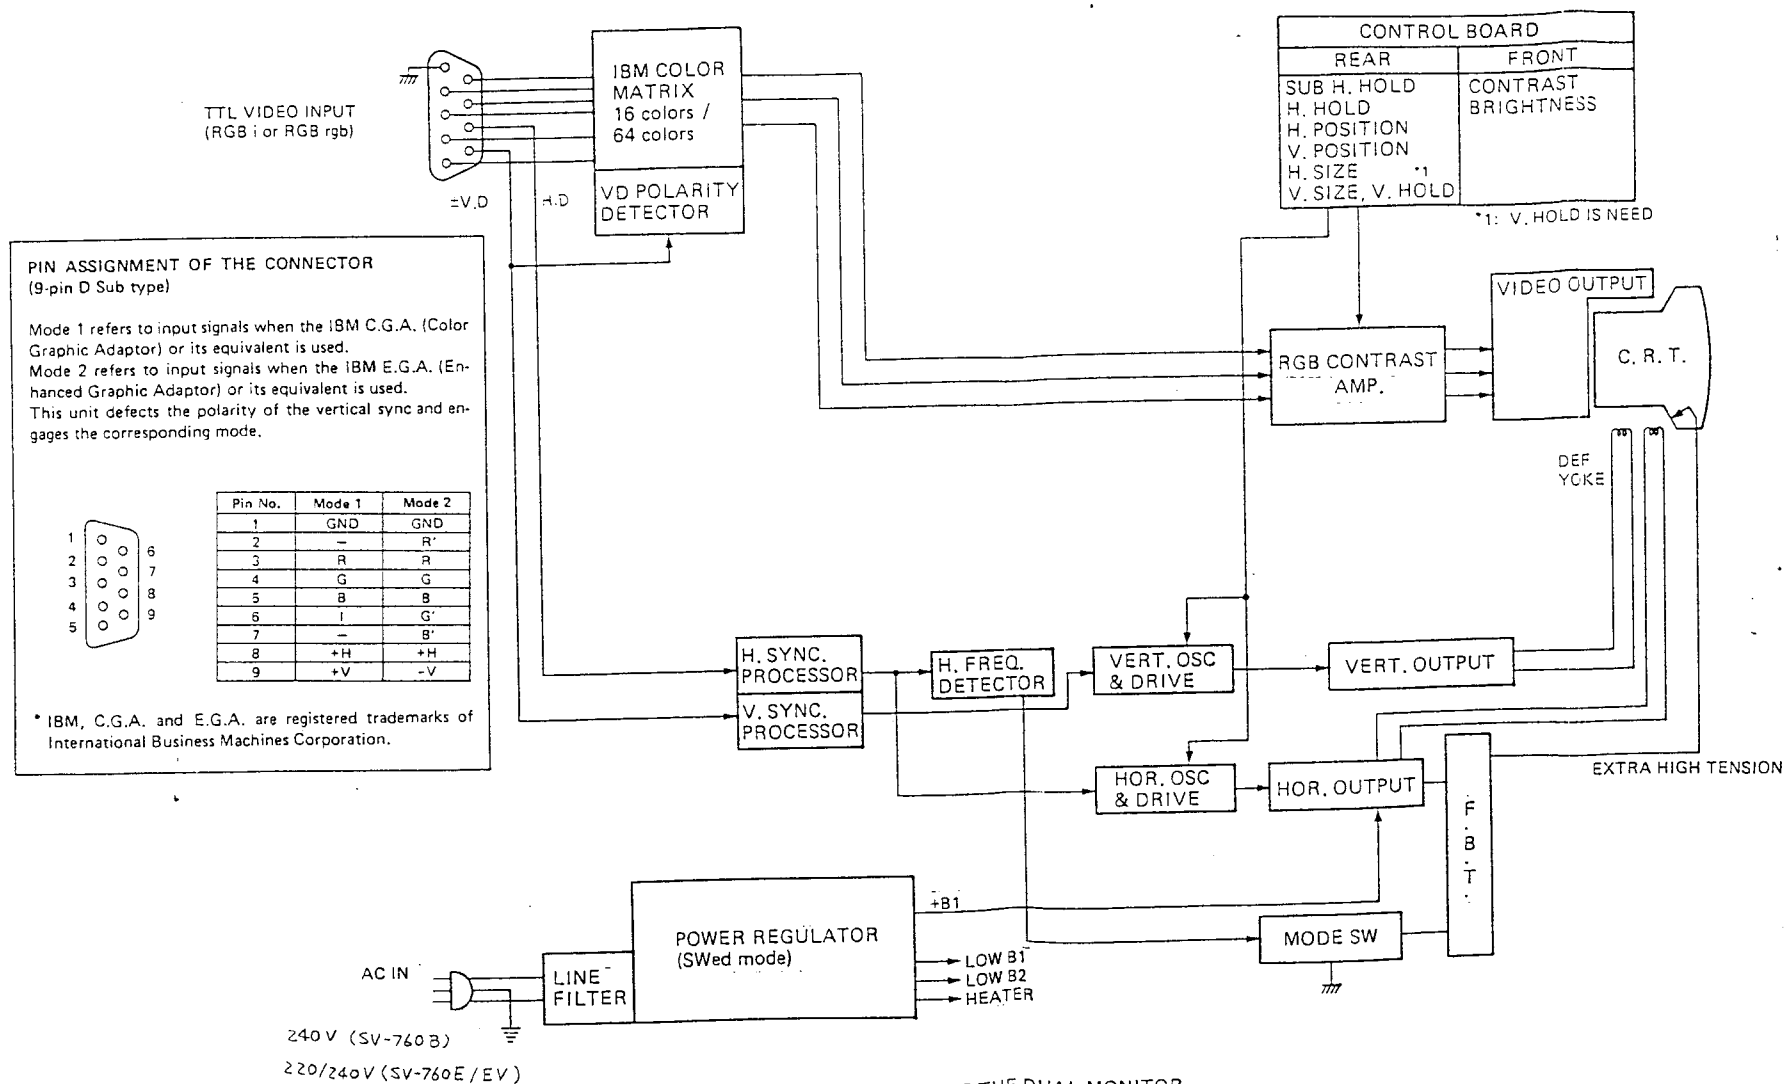 TTL VIDEO INPUT
(RGB i or RGB rgb)
IBM COLOR
MATRIX
16 colors /
64 colors
VD POLARITY
DETECTOR
±V.D
H.D
CONTROL BOARD
REAR
FRONT
SUB H. HOLD
H. HOLD
H. POSITION
V. POSITION
H. SIZE *1
V. SIZE, V. HOLD
CONTRAST
BRIGHTNESS
*1: V. HOLD IS NEED
PIN ASSIGNMENT OF THE CONNECTOR
(9-pin D Sub type)
Mode 1 refers to input signals when the IBM C.G.A. (Color
Graphic Adaptor) or its equivalent is used.
Mode 2 refers to input signals when the IBM E.G.A. (En-
hanced Graphic Adaptor) or its equivalent is used.
This unit defects the polarity of the vertical sync and en-
gages the corresponding mode.
1
2
3
4
5
6
7
8
9
Pin No. Mode 1 Mode 2
1 GND GND
2 — R'
3 R R
4 G G
5 B B
6 I G'
7 — B'
8 +H +H
9 +V -V
* IBM, C.G.A. and E.G.A. are registered trademarks of
International Business Machines Corporation.
VIDEO OUTPUT
C. R. T.
RGB CONTRAST
AMP.
DEF
YOKE
H. SYNC.
PROCESSOR
V. SYNC.
PROCESSOR
H. FREQ.
DETECTOR
VERT. OSC
& DRIVE
VERT. OUTPUT
HOR. OSC
& DRIVE
HOR. OUTPUT
F.B.T.
EXTRA HIGH TENSION
POWER REGULATOR
(SWed mode)
+B1
LOW B1
LOW B2
HEATER
MODE SW
AC IN
LINE
FILTER
240V (SV-760B)
220/240V (SV-760E/EV)
THE DUAL MONITOR